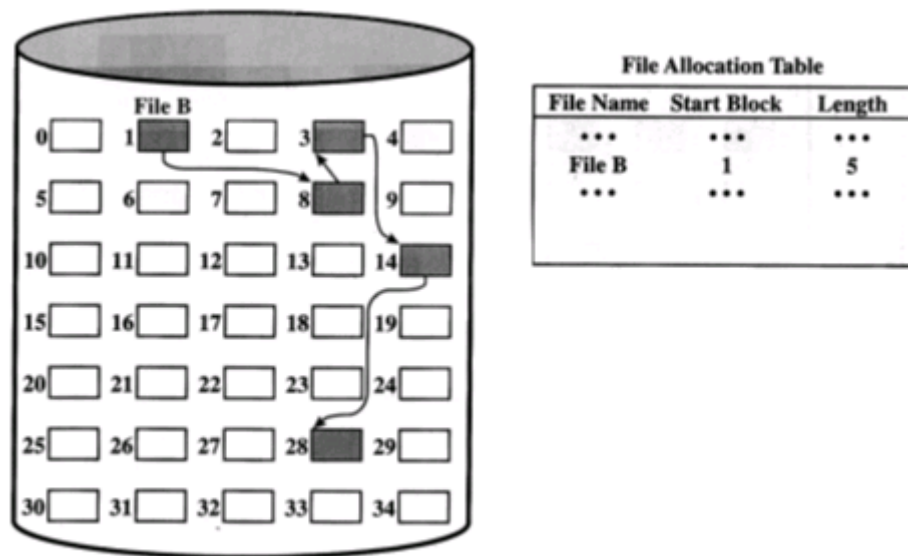 File B
0 1 2 3 4
5 6 7 8 9
10 11 12 13 14
15 16 17 18 19
20 21 22 23 24
25 26 27 28 29
30 31 32 33 34
File Allocation Table
File Name Start Block Length
••• ••• •••
File B 1 5
••• ••• •••